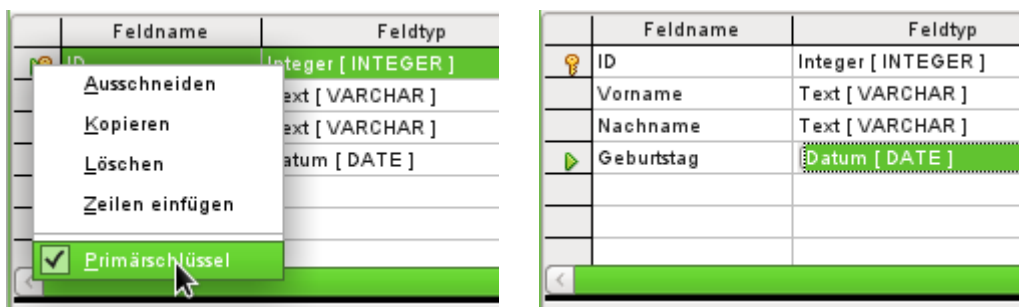 Feldname Feldtyp
ID Integer [ INTEGER ]
Ausschneiden ext [ VARCHAR ]
Kopieren ext [ VARCHAR ]
Löschen atum [ DATE ]
Zeilen einfügen
Primärschlüssel
Feldname Feldtyp
ID Integer [ INTEGER ]
Vorname Text [ VARCHAR ]
Nachname Text [ VARCHAR ]
Geburtstag Datum [ DATE ]